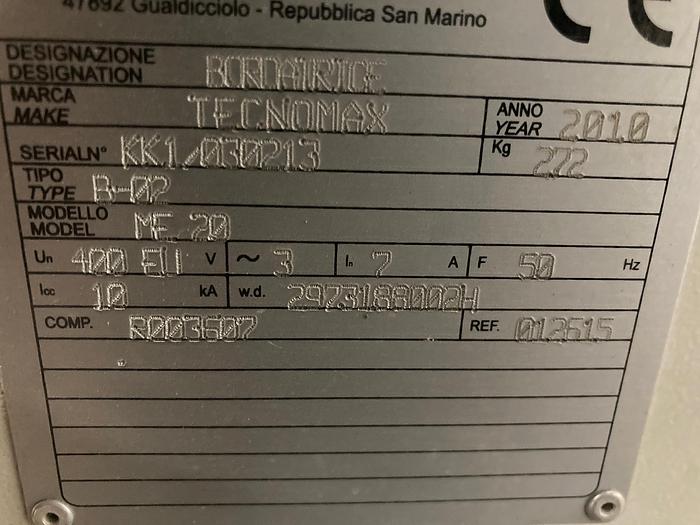 47892 Gualdicciolo - Repubblica San Marino
CE
DESIGNAZIONE
DESIGNATION BORDATRICE
MARCA
MAKE TECNOMAX
ANNO
YEAR 2010
SERIALN° KK1/030213
Kg 272
TIPO
TYPE B-02
MODELLO
MODEL ME 20
Un 400 EU V ~ 3 In 7 A F 50 Hz
Icc 10 kA w.d. 2973188002H
COMP. R003607 REF. 012615